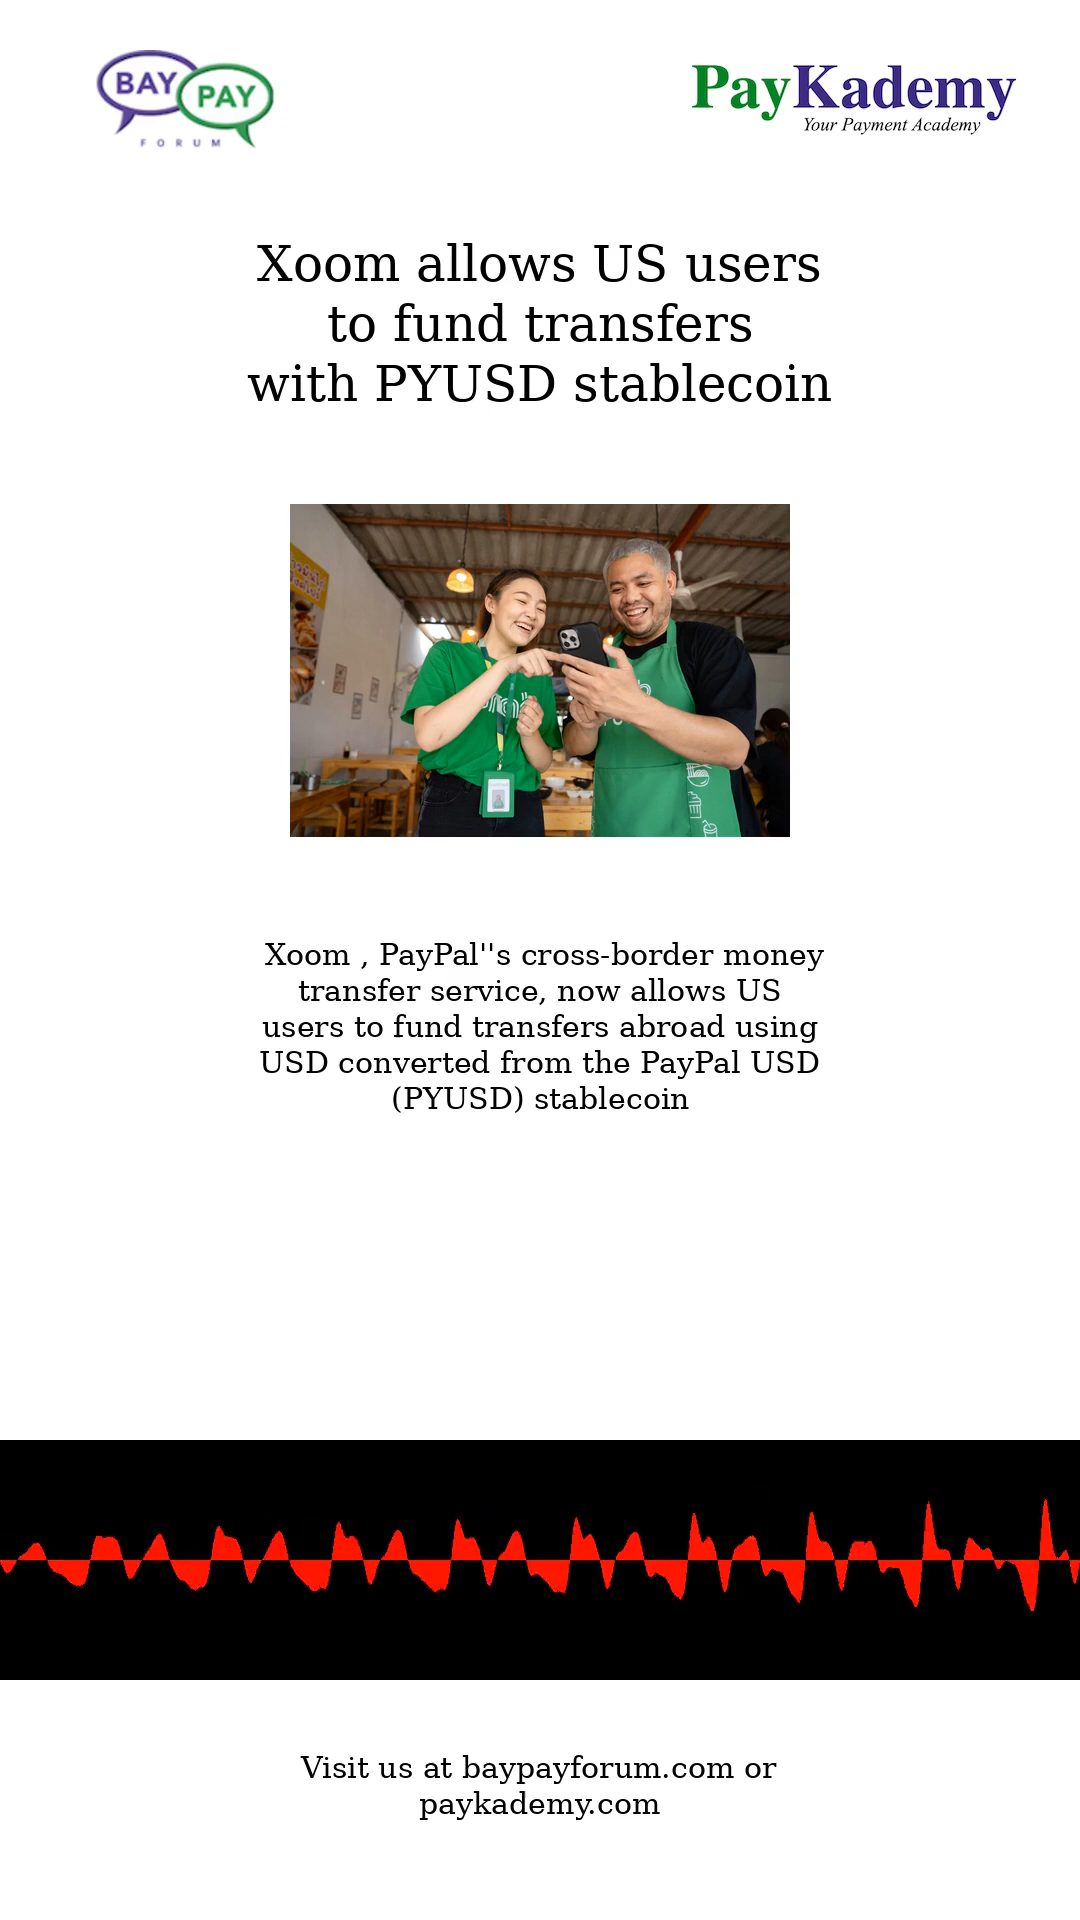 BAY PAY
FORUM
PayKademy
Your Payment Academy
Xoom allows US users
to fund transfers
with PYUSD stablecoin
Xoom , PayPal''s cross-border money
transfer service, now allows US
users to fund transfers abroad using
USD converted from the PayPal USD
(PYUSD) stablecoin
Visit us at baypayforum.com or
paykademy.com